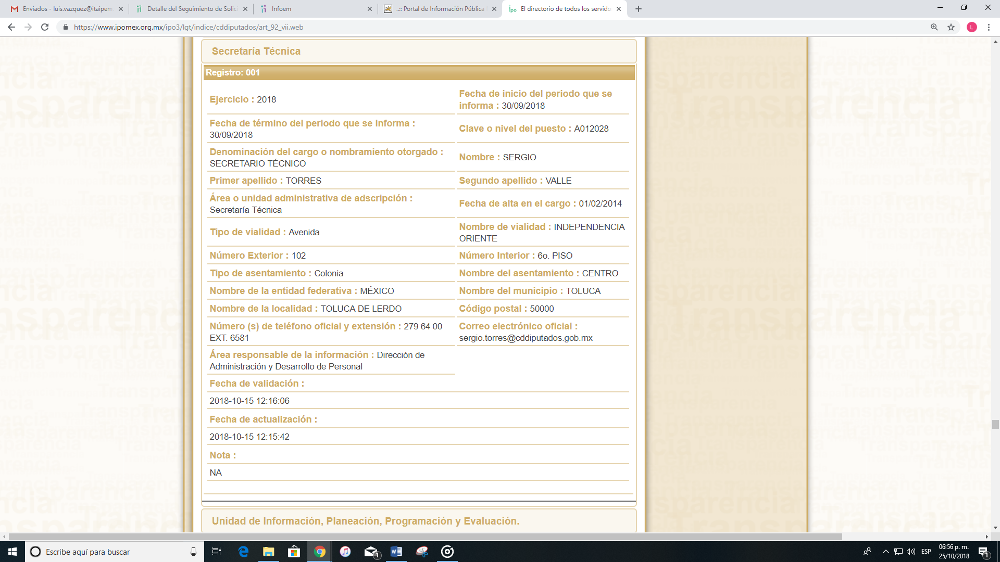 Enviados - luis.vazquez@itaipem
Detalle del Seguimiento de Solici
Infoem
..:: Portal de Información Pública
El directorio de todos los servido
https://www.ipomex.org.mx/ipo3/lgt/indice/cddiputados/art_92_vii.web
L
Secretaría Técnica
Registro: 001
Ejercicio : 2018
Fecha de inicio del periodo que se
informa : 30/09/2018
Fecha de término del periodo que se informa :
30/09/2018
Clave o nivel del puesto : A012028
Denominación del cargo o nombramiento otorgado :
SECRETARIO TÉCNICO
Nombre : SERGIO
Primer apellido : TORRES
Segundo apellido : VALLE
Área o unidad administrativa de adscripción :
Secretaría Técnica
Fecha de alta en el cargo : 01/02/2014
Tipo de vialidad : Avenida
Nombre de vialidad : INDEPENDENCIA
ORIENTE
Número Exterior : 102
Número Interior : 6o. PISO
Tipo de asentamiento : Colonia
Nombre del asentamiento : CENTRO
Nombre de la entidad federativa : MÉXICO
Nombre del municipio : TOLUCA
Nombre de la localidad : TOLUCA DE LERDO
Código postal : 50000
Número (s) de teléfono oficial y extensión : 279 64 00
EXT. 6581
Correo electrónico oficial :
sergio.torres@cddiputados.gob.mx
Área responsable de la información : Dirección de
Administración y Desarrollo de Personal
Fecha de validación :
2018-10-15 12:16:06
Fecha de actualización :
2018-10-15 12:15:42
Nota :
NA
Unidad de Información, Planeación, Programación y Evaluación.
Escribe aquí para buscar
1
ESP
06:56 p. m.
25/10/2018
1